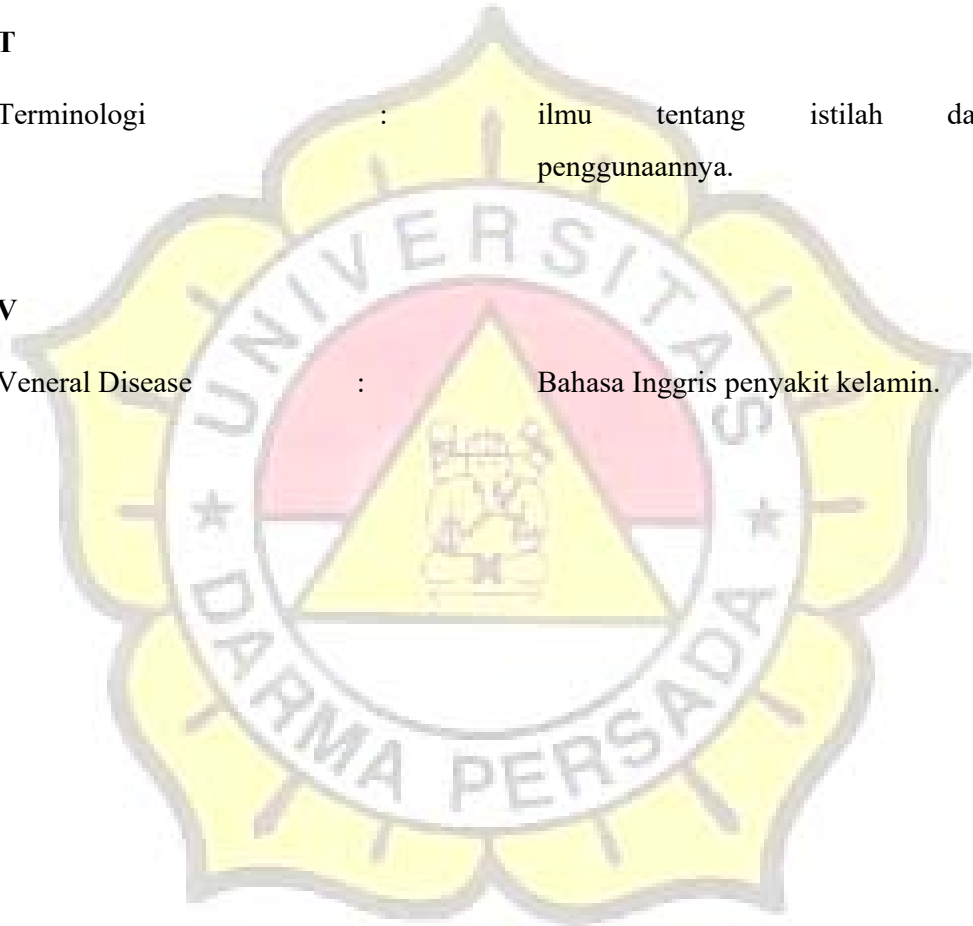 T
Terminologi : ilmu tentang istilah da
penggunaannya.
V
Veneral Disease : Bahasa Inggris penyakit kelamin.
UNIVERSITAS
DARMA PERSADA